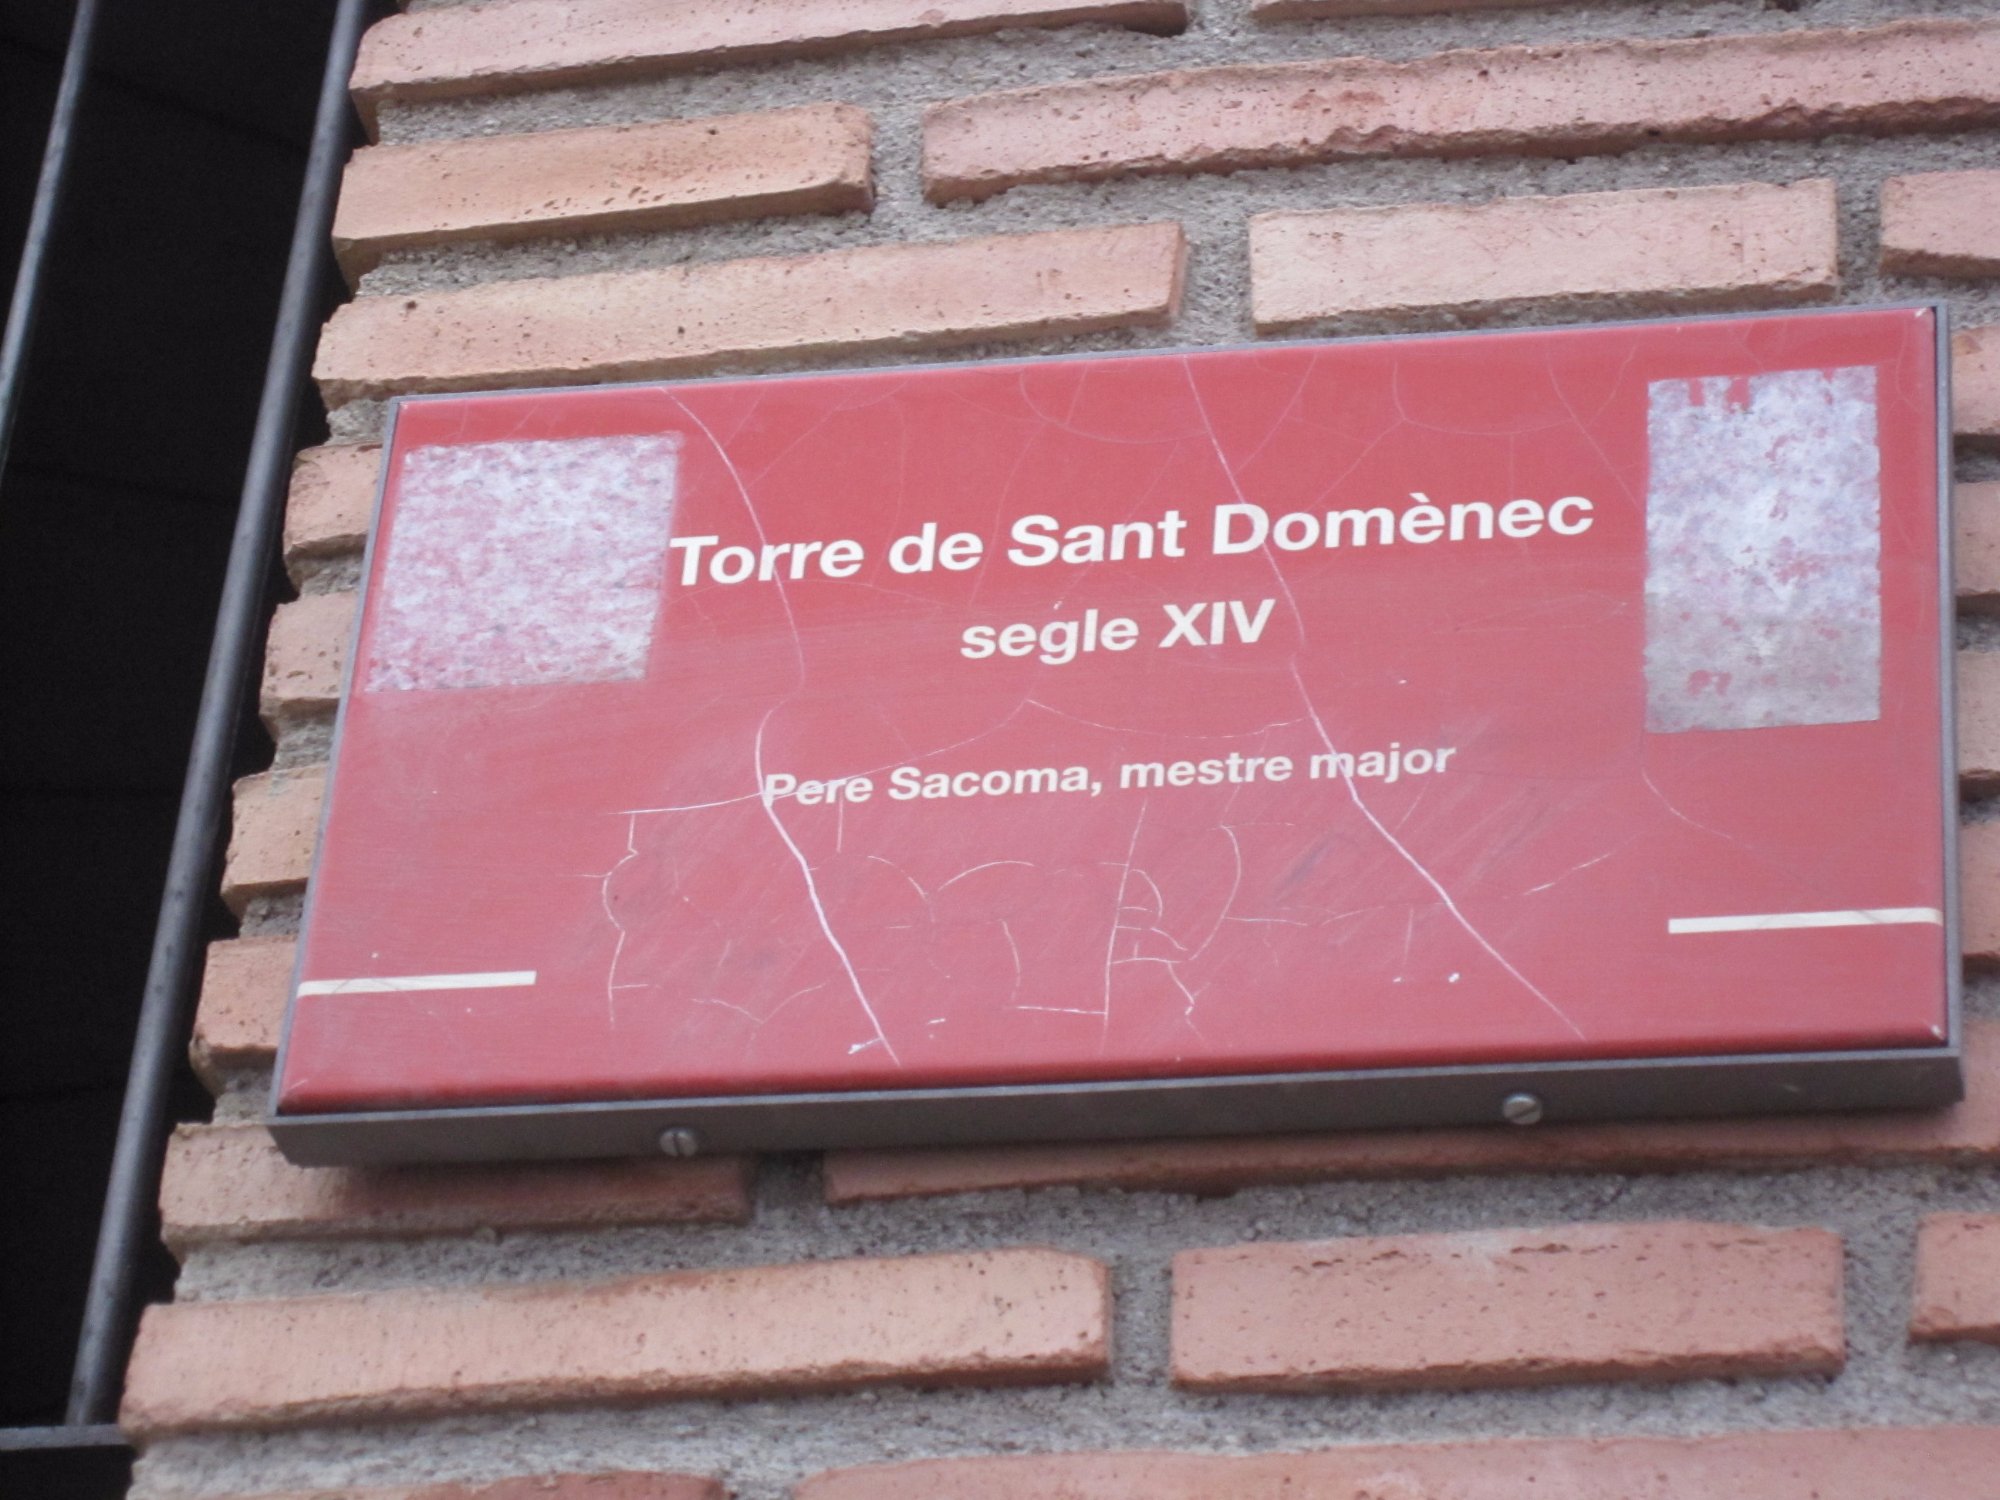 Torre de Sant Domènec
segle XIV
Pere Sacoma, mestre major